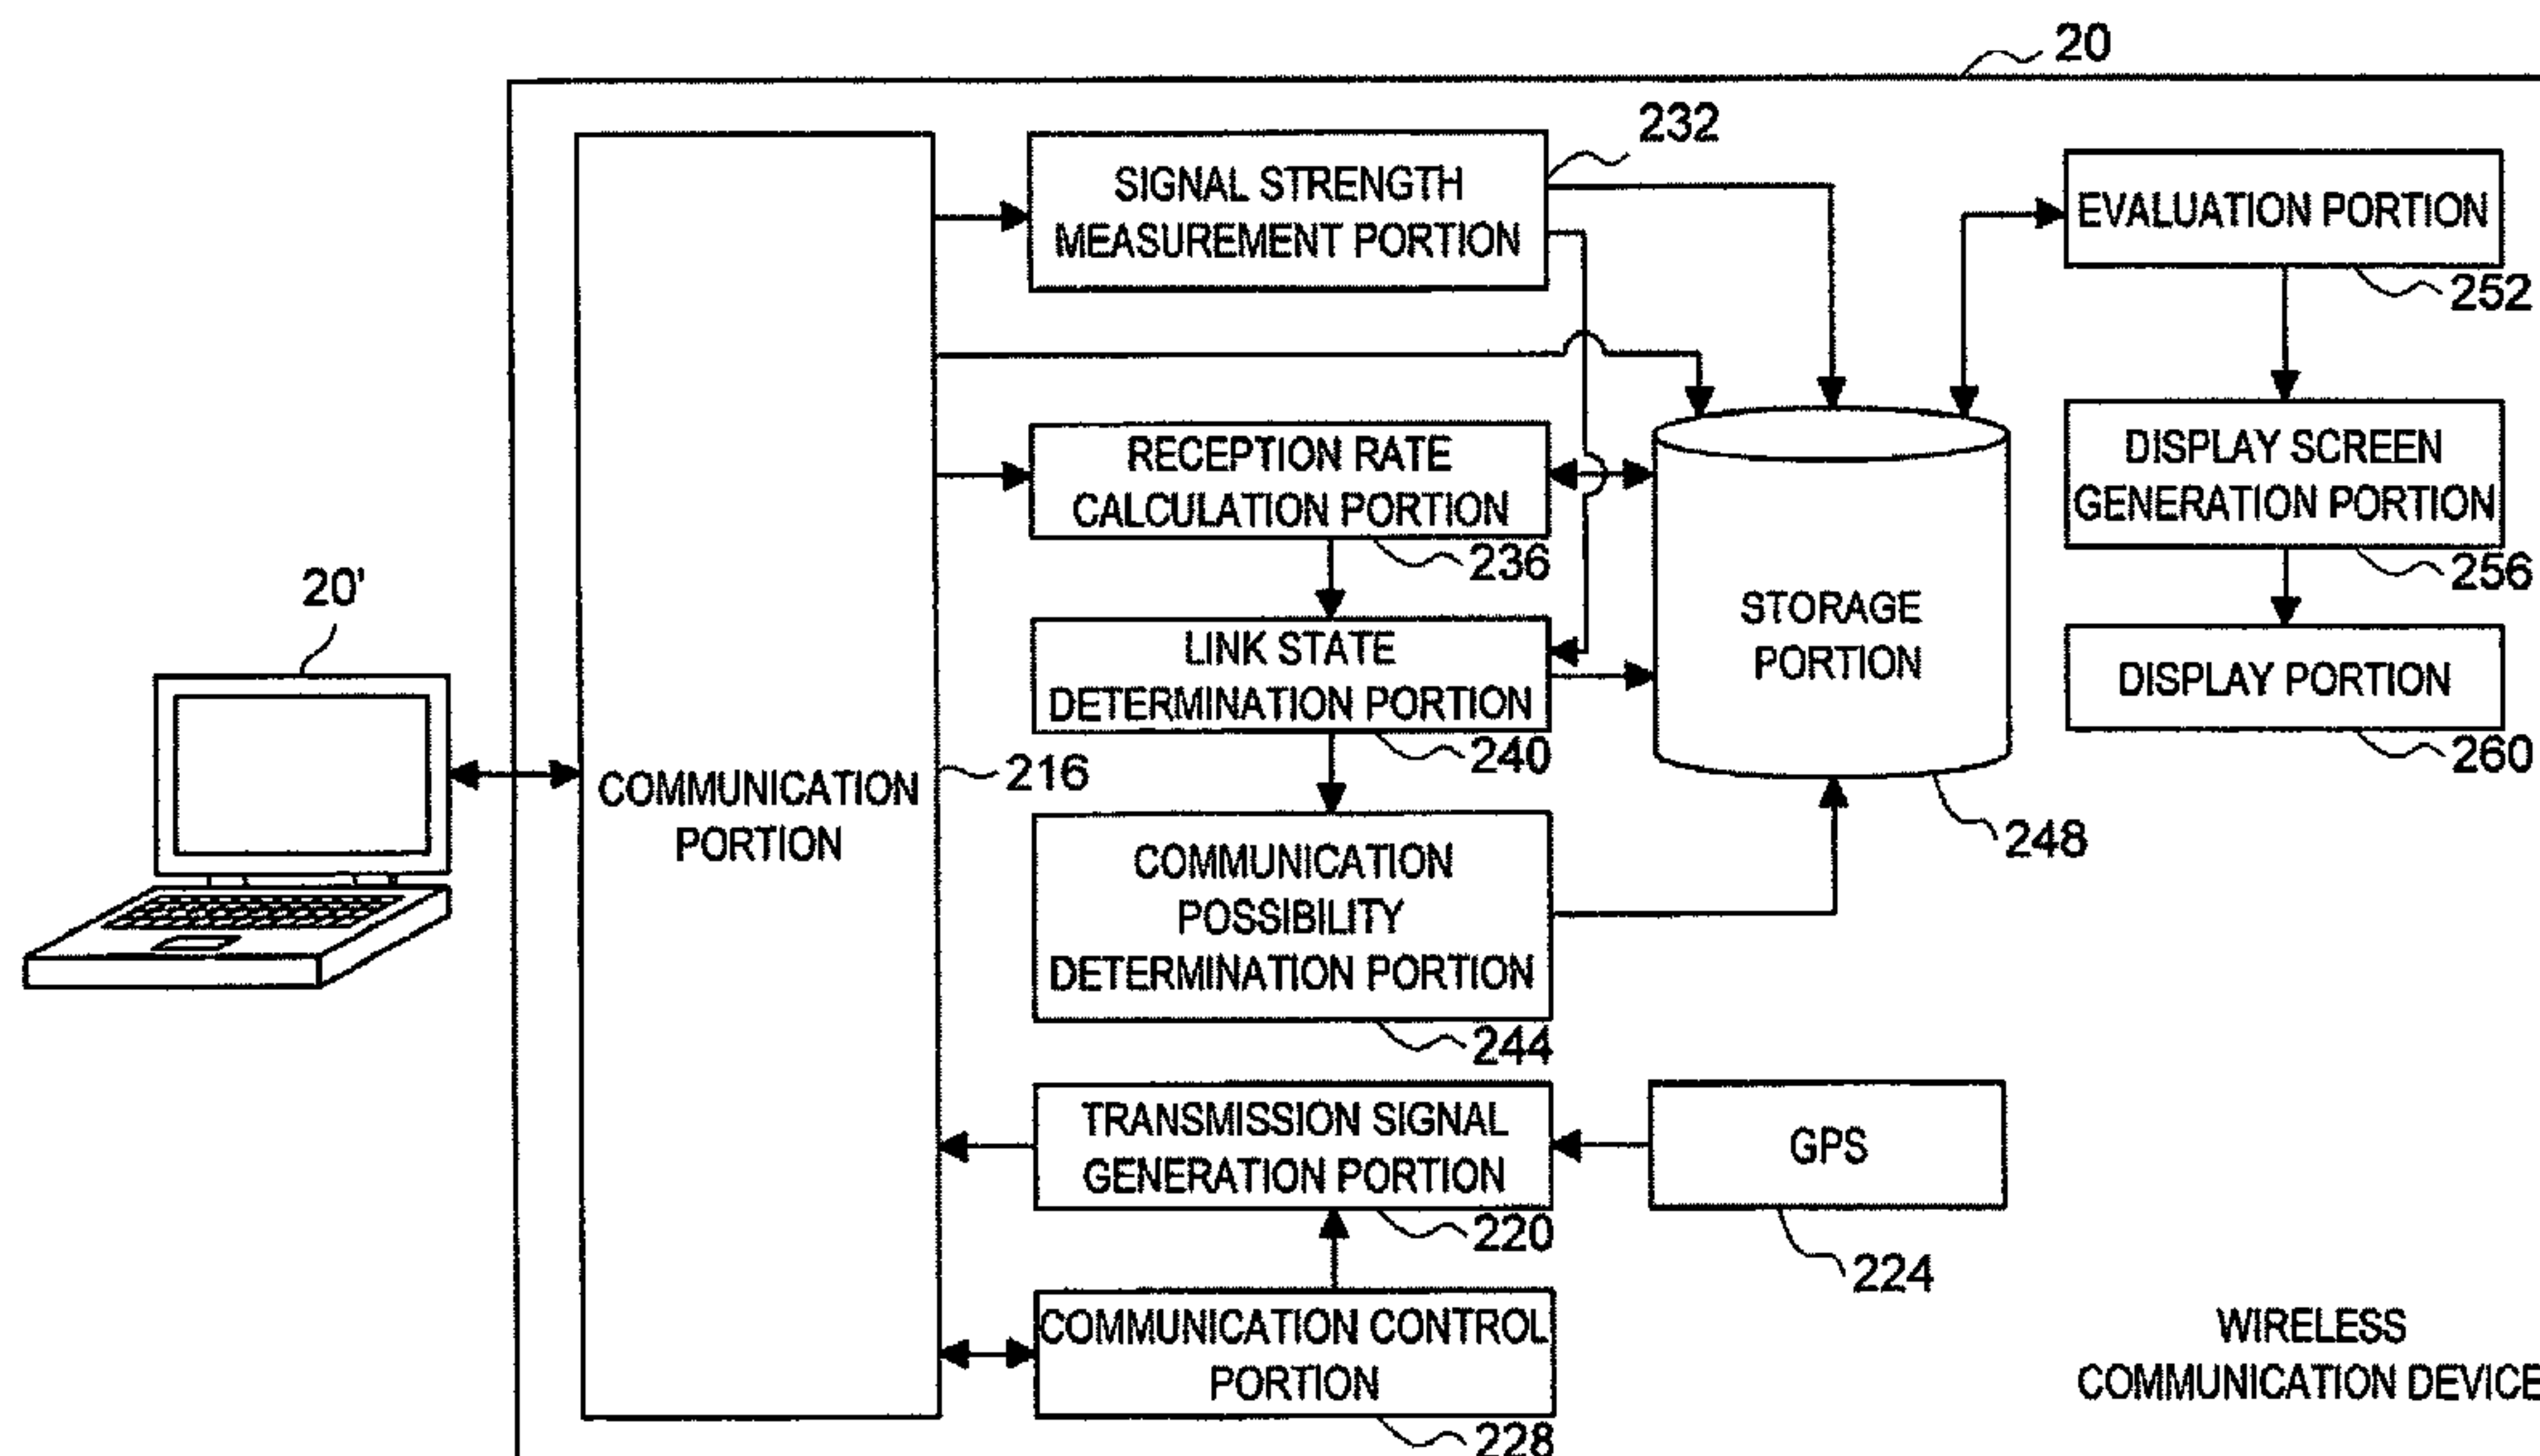 20
232
SIGNAL STRENGTH
MEASUREMENT PORTION
EVALUATION PORTION
252
RECEPTION RATE
CALCULATION PORTION
236
DISPLAY SCREEN
GENERATION PORTION
256
20'
LINK STATE
DETERMINATION PORTION
240
STORAGE
PORTION
248
DISPLAY PORTION
260
COMMUNICATION
PORTION
216
COMMUNICATION
POSSIBILITY
DETERMINATION PORTION
244
TRANSMISSION SIGNAL
GENERATION PORTION
220
GPS
224
COMMUNICATION CONTROL
PORTION
228
WIRELESS
COMMUNICATION DEVICE